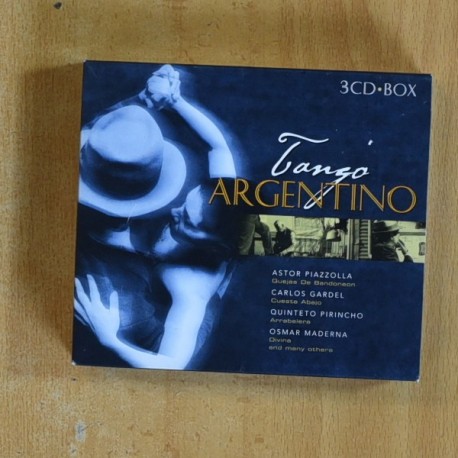 3CD•BOX
Tango
ARGENTINO
ASTOR PIAZZOLLA
Quejas De Bandoneon
CARLOS GARDEL
Cuesta Abajo
QUINTETO PIRINCHO
Arrabalera
OSMAR MADERNA
Divina
and many others